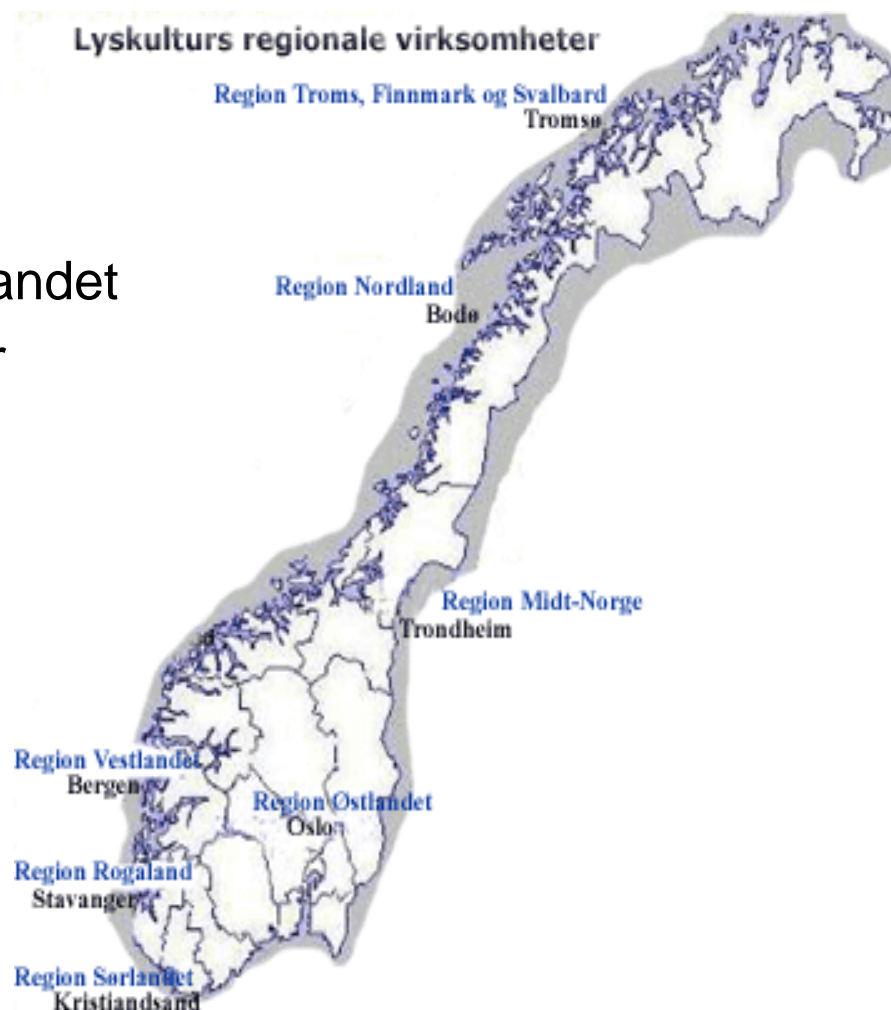 Lyskulturs regionale virksomheter
Region Troms, Finnmark og Svalbard
Tromsø
andet
Region Nordland
Bodø
r
Region Midt-Norge
Trondheim
Region Vestlandet
Bergen
Region Østlandet
Oslo
Region Rogaland
Stavanger
Region Sørlandet
Kristiandsand